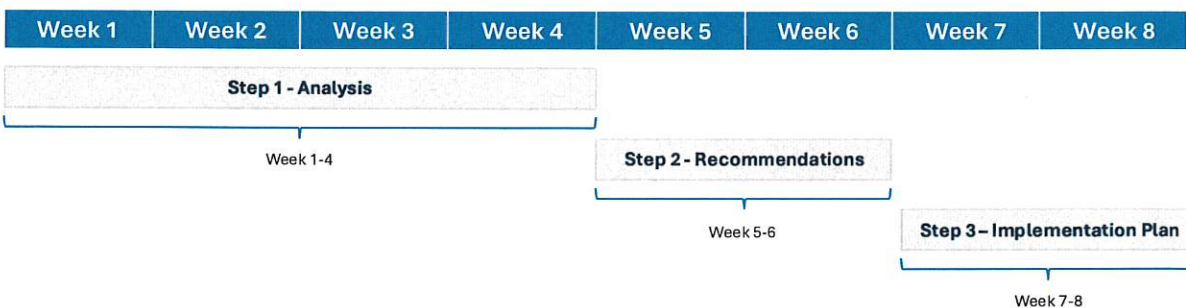 Week 1 Week 2 Week 3 Week 4 Week 5 Week 6 Week 7 Week 8
Step 1 - Analysis
Week 1-4
Step 2 - Recommendations
Week 5-6
Step 3 – Implementation Plan
Week 7-8